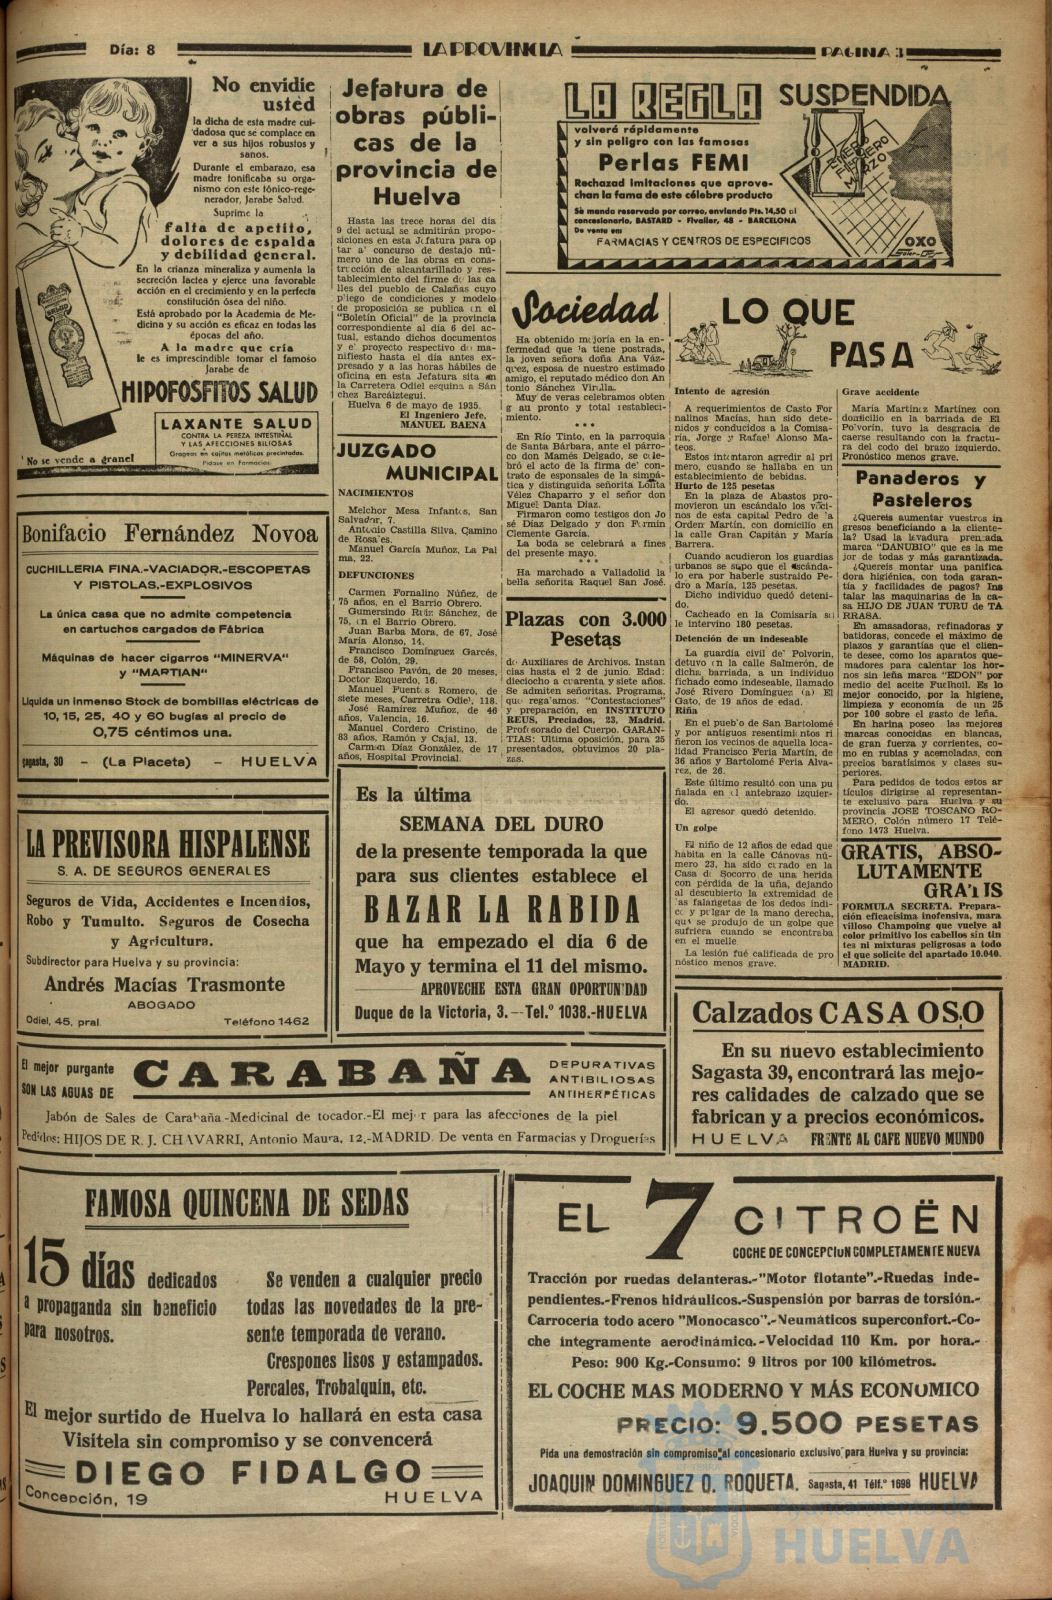 Día: 8
LA PROVINCIA
PAGINA 3
No envidie
usted
la dicha de esta madre cui-
dadosa que se complace en
ver a sus hijos robustos y
sanos.
Durante el embarazo, esa
madre tonificaba su orga-
nismo con este tónico-rege-
nerador, Jarabe Salud.
Suprime la
falta de apetito,
dolores de espalda
y debilidad general.
En la crianza mineraliza y aumenta la
secreción lactea y ejerce una favorable
acción en el crecimiento y en la perfecta
constitución ósea del niño.
Está aprobado por la Academia de Me-
dicina y su acción es eficaz en todas las
épocas del año.
A la madre que cría
le es imprescindible tomar el famoso
Jarabe de
HIPOFOSFITOS SALUD
No se vende a granel
LAXANTE SALUD
CONTRA LA PEREZA INTESTINAL
Y LAS AFECCIONES BILIOSAS
Grageas en cajitas metálicas precintadas.
Pídase en Farmacias.
Bonifacio Fernández Novoa
CUCHILLERIA FINA.-VACIADOR.-ESCOPETAS
Y PISTOLAS.-EXPLOSIVOS
La única casa que no admite competencia
en cartuchos cargados de Fábrica
Máquinas de hacer cigarros "MINERVA"
y "MARTIAN"
Liquida un inmenso Stock de bombillas eléctricas de
10, 15, 25, 40 y 60 bugías al precio de
0,75 céntimos una.
Sagasta, 30 - (La Placeta) - HUELVA
LA PREVISORA HISPALENSE
S. A. DE SEGUROS GENERALES
Seguros de Vida, Accidentes e Incendios,
Robo y Tumulto. Seguros de Cosecha
y Agricultura.
Subdirector para Huelva y su provincia:
Andrés Macías Trasmonte
ABOGADO
Odiel, 45, pral.
Teléfono 1462
Jefatura de
obras públi-
cas de la
provincia de
Huelva
Hasta las trece horas del día
9 del actual se admitirán propo-
siciones en esta Jefatura para op
tar a' concurso de destajo nú-
mero uno de las obras en cons-
trucción de alcantarillado y res-
tablecimiento del firme de las ca
lles del pueblo de Calañas cuyo
pliego de condiciones y modelo
de proposición se publica en el
"Boletín Oficial" de la provincia
correspondiente al día 6 del ac-
tual, estando dichos documentos
y e' proyecto respectivo de ma-
nifiesto hasta el día antes ex-
presado y a las horas hábiles de
oficina en esta Jefatura sita en
la Carretera Odiel esquina a Sán
chez Barcáiztegui.
Huelva 6 de mayo de 1935.
El Ingeniero Jefe,
MANUEL BAENA
JUZGADO
MUNICIPAL
NACIMIENTOS
Melchor Mesa Infantes, San
Salvador, 7.
Antonio Castilla Silva, Camino
de Rosa'es.
Manuel García Muñoz, La Pal
ma, 22.
DEFUNCIONES
Carmen Fornalino Núñez, de
75 años, en el Barrio Obrero.
Gumersindo Ruiz Sánchez, de
75, en el Barrio Obrero.
Juan Barba Mora, de 67, José
María Alonso, 14.
Francisco Domínguez Garcés,
de 58, Colón, 29.
Francisco Pavón, de 20 meses,
Doctor Ezquerdo, 16.
Manuel Fuentes Romero, de
siete meses, Carretra Odiel, 118.
José Ramírez Muñoz, de 46
años, Valencia, 16.
Manuel Cordero Cristino, de
83 años, Ramón y Cajal, 13.
Carmen Díaz González, de 17
años, Hospital Provincial.
LA REGLA SUSPENDIDA
volverá rápidamente
y sin peligro con las famosas
Perlas FEMI
Rechazad imitaciones que aprove-
chan la fama de este célebre producto
Se manda reservado por correo, enviando Pts. 14,50 al
concesionario, BASTARD - Fivaller, 48 - BARCELONA
De venta en:
FARMACIAS Y CENTROS DE ESPECIFICOS
ENERO
FEBRERO
MARZO
OXO
Sociedad
Ha obtenido mejoría en la en-
fermedad que 'a tiene postrada,
la joven señora doña Ana Váz-
quez, esposa de nuestro estimado
amigo, el reputado médico don An
tonio Sánchez Vinilla.
Muy de veras celebramos obten
g au pronto y total restableci-
miento.
* * *
En Río Tinto, en la parroquia
de Santa Bárbara, ante el párro-
co don Mamés Delgado, se cele-
bró el acto de la firma de' con-
trato de esponsales de la simpá-
tica y distinguida señorita Lolita
Vélez Chaparro y el señor don
Miguel Danta Díaz.
Firmaron como testigos don Jo
sé Díaz Delgado y don Fermín
Clemente García.
La boda se celebrará a fines
del presente mayo.
* * *
Ha marchado a Valladolid la
bella señorita Raquel San José.
Plazas con 3.000
Pesetas
de Auxiliares de Archivos. Instan
cias hasta el 2 de junio. Edad:
dieciocho a cuarenta y siete años.
Se admiten señoritas. Programa,
que rega'amos. "Contestaciones"
y preparación, en INSTITUTO
REUS, Preciados, 23, Madrid.
Profesorado del Cuerpo. GARAN-
TIAS: Ultima oposición, para 25
presentados, obtuvimos 20 pla-
zas.
LO QUE
PASA
Intento de agresión
A requerimientos de Casto For
nalinos Macías, han sido dete-
nidos y conducidos a la Comisa-
ría, Jorge y Rafael Alonso Ma-
teos.
Estos intentaron agredir al pri
mero, cuando se hallaba en un
establecimiento de bebidas.
Hurto de 125 pesetas
En la plaza de Abastos pro-
movieron un escándalo los veci-
nos de esta capital Pedro de 'a
Orden Martín, con domicilio en
la calle Gran Capitán y María
Barrera.
Cuando acudieron los guardias
urbanos se supo que el escánda-
lo era por haberle sustraido Pe-
dro a María, 125 pesetas.
Dicho individuo quedó deteni-
do.
Cacheado en la Comisaría se
le intervino 180 pesetas.
Detención de un indeseable
La guardia civil de' Polvorín,
detuvo en la calle Salmerón, de
dicha barriada, a un individuo
fichado como indeseable, llamado
José Rivero Domínguez (a) El
Gato, de 19 años de edad.
Riña
En el pueb'o de San Bartolomé
y por antiguos resentimientos ri
ñeron los vecinos de aquella loca-
lidad Francisco Feria Martín, de
36 años y Bartolomé Feria Alva-
rez, de 26.
Este último resultó con una pu
ñalada en el antebrazo izquier-
do.
El agresor quedó detenido.
Un golpe
El niño de 12 años de edad que
habita en la calle Cánovas nú-
mero 23, ha sido curado en la
Casa de Socorro de una herida
con pérdida de la uña, dejando
al descubierto la extremidad de
'as falangetas de los dedos índi-
ce y pulgar de la mano derecha,
que se produjo de un golpe que
sufriera cuando se encontraba
en el muelle.
La lesión fué calificada de pro
nóstico menos grave.
Grave accidente
María Martínez Martínez con
domicilio en la barriada de El
Polvorín, tuvo la desgracia de
caerse resultando con la fractu-
ra del codo del brazo izquierdo.
Pronóstico menos grave.
Panaderos y
Pasteleros
¿Quereis aumentar vuestros in
gresos beneficiando a la cliente-
la? Usad la levadura prensada
marca "DANUBIO" que es la me
jor de todas y más garantizada.
¿Quereis montar una panifica
dora higiénica, con toda garan-
tía y facilidades de pagos? Ins
talar las maquinarias de la ca-
sa HIJO DE JUAN TURU de TA
RRASA.
En amasadoras, refinadoras y
batidoras, concede el máximo de
plazos y garantías que el clien-
te desee, como los aparatos que-
madores para calentar los hor-
nos sin leña marca "EDON" por
medio del aceite Fuelhoil. Es lo
mejor conocido, por la higiene,
limpieza y economía de un 25
por 100 sobre el gasto de leña.
En harina poseo las mejores
marcas conocidas en blancas,
de gran fuerza y corrientes, co-
mo en rubias y acemoladas, con
precios baratísimos y clases su-
periores.
Para pedidos de todos estos ar
tículos dirigirse al representan-
te exclusivo para Huelva y su
provincia JOSE TOSCANO RO-
MERO, Colón número 17 Telé-
fono 1473 Huelva.
GRATIS, ABSO-
LUTAMENTE
GRATIS
FORMULA SECRETA. Prepara-
ción eficacísima inofensiva, mara
villoso Champoing que vuelve al
color primitivo los cabellos sin tin
tes ni mixturas peligrosas a todo
el que solicite del apartado 10.040.
MADRID.
Es la última
SEMANA DEL DURO
de la presente temporada la que
para sus clientes establece el
BAZAR LA RABIDA
que ha empezado el día 6 de
Mayo y termina el 11 del mismo.
APROVECHE ESTA GRAN OPORTUNIDAD
Duque de la Victoria, 3.--Tel.° 1038.-HUELVA
Calzados CASA OSO
En su nuevo establecimiento
Sagasta 39, encontrará las mejo-
res calidades de calzado que se
fabrican y a precios económicos.
HUELVA FRENTE AL CAFE NUEVO MUNDO
El mejor purgante
SON LAS AGUAS DE
CARABAÑA
DEPURATIVAS
ANTIBILIOSAS
ANTIHERPÉTICAS
Jabón de Sales de Carabaña.-Medicinal de tocador.-El mejor para las afecciones de la piel
Pedidos: HIJOS DE R. J. CHAVARRI, Antonio Maura, 12.-MADRID. De venta en Farmacias y Droguerías
FAMOSA QUINCENA DE SEDAS
15 días dedicados
a propaganda sin beneficio
para nosotros.
Se venden a cualquier precio
todas las novedades de la pre-
sente temporada de verano.
Crespones lisos y estampados.
Percales, Trobalquin, etc.
El mejor surtido de Huelva lo hallará en esta casa
Visítela sin compromiso y se convencerá
DIEGO FIDALGO
Concepción, 19
HUELVA
EL 7 CITROËN
COCHE DE CONCEPCION COMPLETAMENTE NUEVA
Tracción por ruedas delanteras.-"Motor flotante".-Ruedas inde-
pendientes.-Frenos hidráulicos.-Suspensión por barras de torsión.-
Carrocería todo acero "Monocasco".-Neumáticos superconfort.-Co-
che íntegramente aerodinámico.-Velocidad 110 Km. por hora.-
Peso: 900 Kg.-Consumo: 9 litros por 100 kilómetros.
EL COCHE MAS MODERNO Y MÁS ECONOMICO
PRECIO: 9.500 PESETAS
Pida una demostración sin compromiso al concesionario exclusivo para Huelva y su provincia:
JOAQUIN DOMINGUEZ Q. ROQUETA. Sagasta, 41 Télf.° 1698 HUELVA
Ayuntamiento de
HUELVA